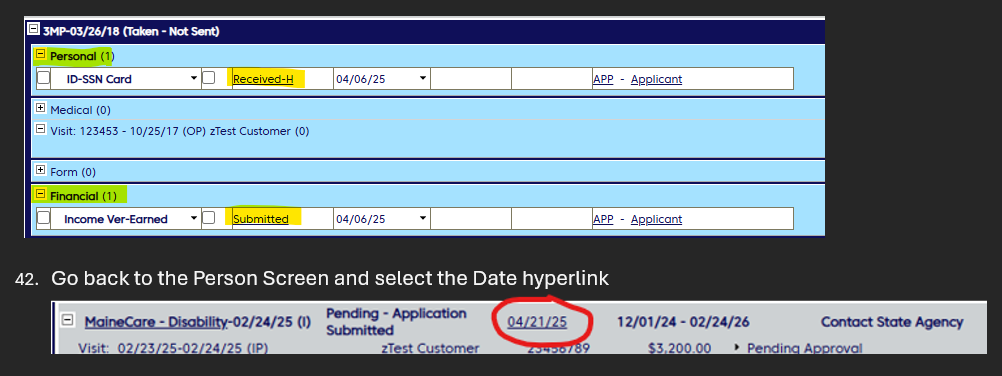 3MP-03/26/18 (Taken - Not Sent)
Personal (1)
ID-SSN Card Received-H 04/06/25 APP - Applicant
Medical (0)
Visit: 123453 - 10/25/17 (OP) zTest Customer (0)
Form (0)
Financial (1)
Income Ver-Earned Submitted 04/06/25 APP - Applicant
42. Go back to the Person Screen and select the Date hyperlink
MaineCare - Disability-02/24/25 (I) Pending - Application Submitted 04/21/25 12/01/24 - 02/24/26 Contact State Agency
Visit: 02/23/25-02/24/25 (IP) zTest Customer 23456789 $3,200.00 Pending Approval